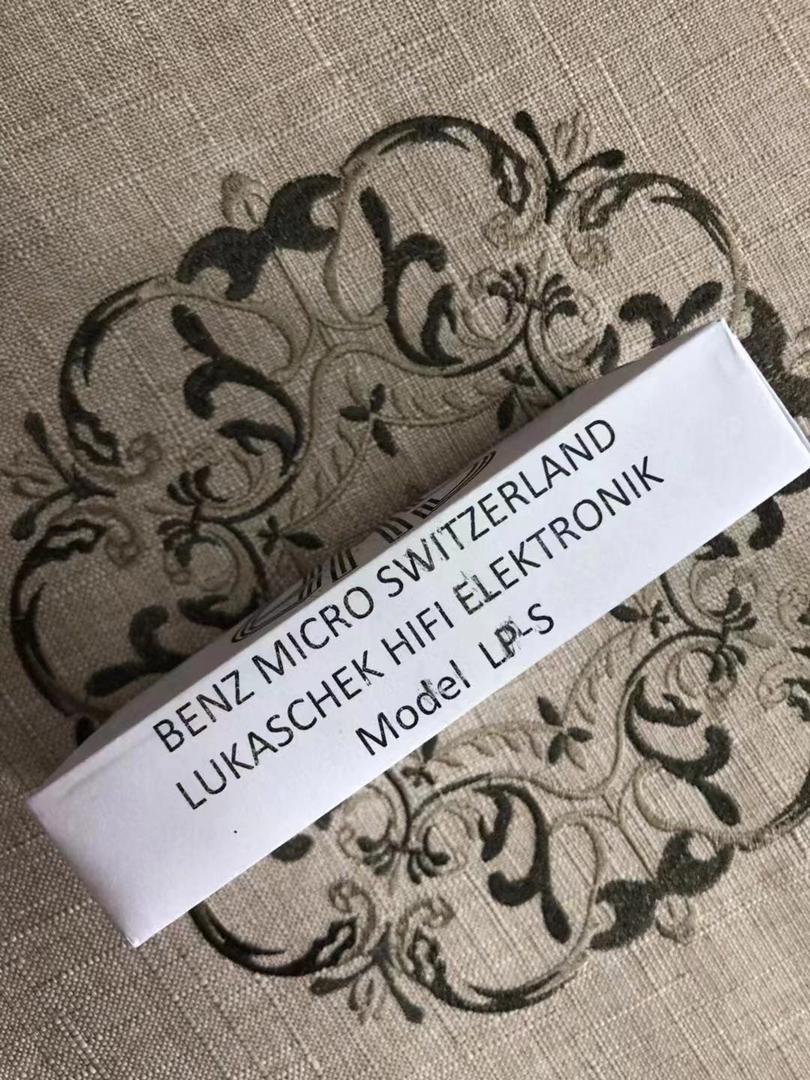 BENZ MICRO SWITZERLAND
LUKASCHEK HIFI ELEKTRONIK
Model LP-S